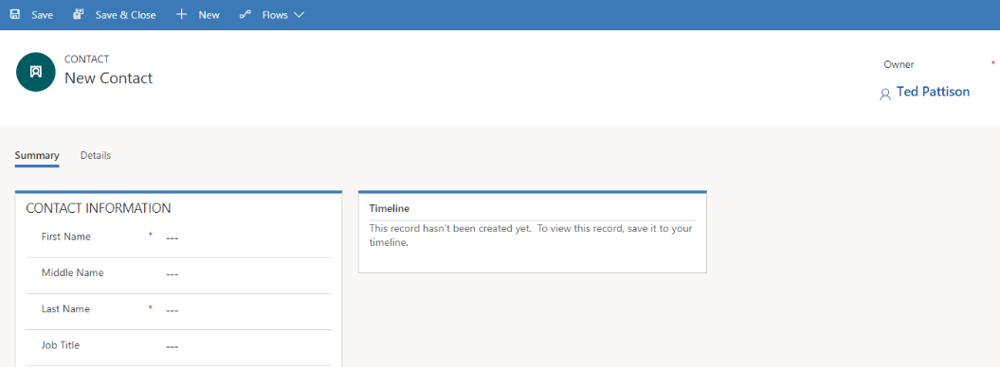 Save Save & Close New Flows
CONTACT
New Contact
Owner *
Ted Pattison
Summary Details
CONTACT INFORMATION
First Name * ---
Middle Name ---
Last Name * ---
Job Title ---
Timeline
This record hasn't been created yet. To view this record, save it to your
timeline.